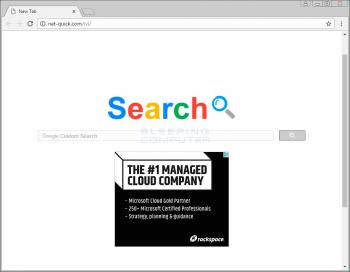 New Tab
net-quick.com/vi/
Search
Google Custom Search
BLEEPING
COMPUTER
THE #1 MANAGED
CLOUD COMPANY
- Microsoft Cloud Gold Partner
- 250+ Microsoft Certified Professionals
- Strategy, planning & guidance
rackspace